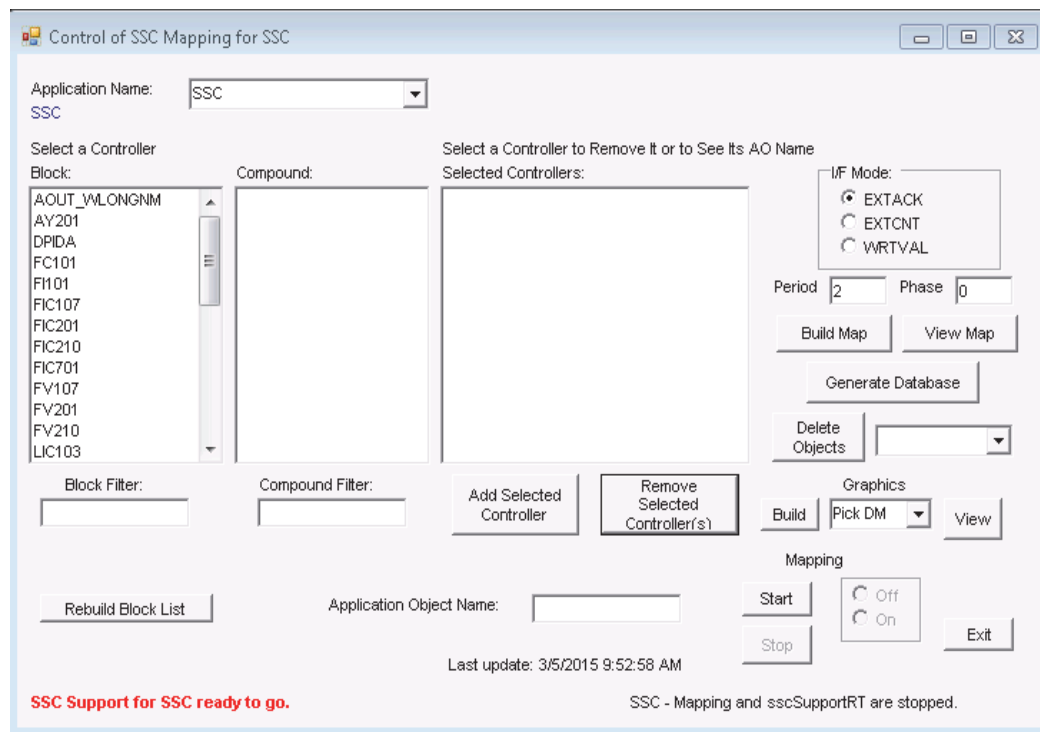 Control of SSC Mapping for SSC
Application Name:
SSC
SSC
Select a Controller
Select a Controller to Remove It or to See Its AO Name
Block:
Compound:
Selected Controllers:
I/F Mode:
AOUT_WLONGNM
AY201
DPIDA
FC101
FI101
FIC107
FIC201
FIC210
FIC701
FV107
FV201
FV210
LIC103
EXTACK
EXTCNT
WRTVAL
Period 2 Phase 0
Build Map View Map
Generate Database
Delete
Objects
Block Filter:
Compound Filter:
Add Selected
Controller
Remove
Selected
Controller(s)
Graphics
Build Pick DM View
Mapping
Rebuild Block List
Application Object Name:
Start
Stop
Off
On
Exit
Last update: 3/5/2015 9:52:58 AM
SSC Support for SSC ready to go.
SSC - Mapping and sscSupportRT are stopped.